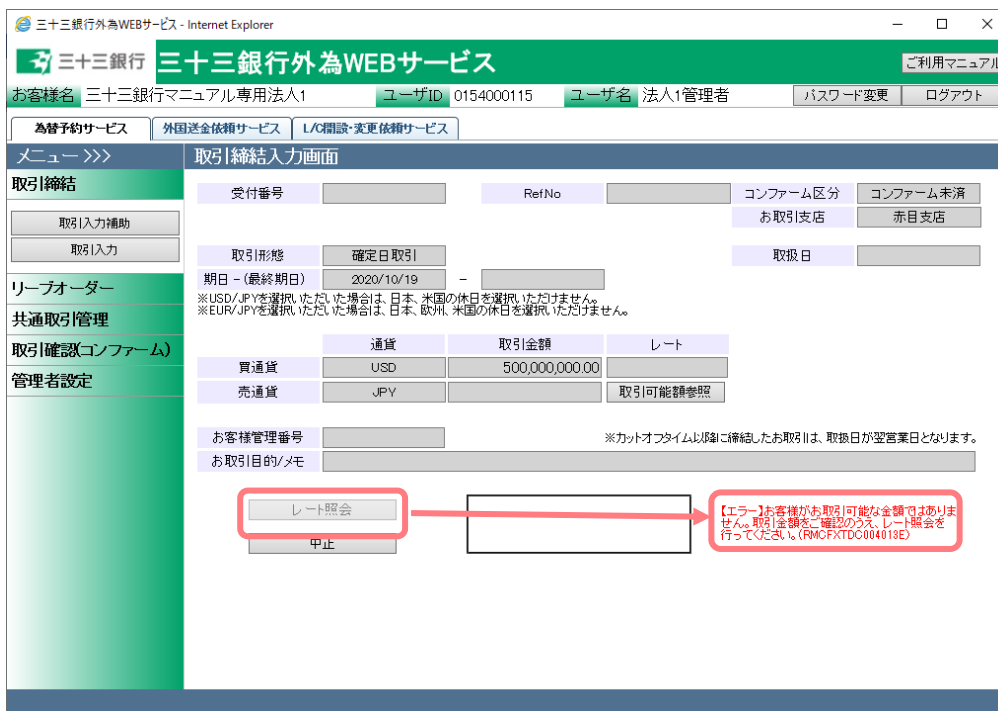 三十三銀行外為WEBサービス - Internet Explorer
三十三銀行 三十三銀行外為WEBサービス ご利用マニュアル
お客様名 三十三銀行マニュアル専用法人1 ユーザID 0154000115 ユーザ名 法人1管理者 パスワード変更 ログアウト
為替予約サービス 外国送金依頼サービス L/C開設・変更依頼サービス
メニュー >>> 取引締結入力画面
取引締結
取引入力補助
取引入力
リーブオーダー
共通取引管理
取引確認(コンファーム)
管理者設定
受付番号 Ref.No コンファーム区分 コンファーム未済
お取引支店 赤目支店
取引形態 確定日取引 取扱日
期日 - (最終期日) 2020/10/19 -
※USD/JPYを選択いただいた場合は、日本、米国の休日を選択いただけません。
※EUR/JPYを選択いただいた場合は、日本、欧州、米国の休日を選択いただけません。
通貨 取引金額 レート
買通貨 USD 500,000,000.00
売通貨 JPY 取引可能額参照
お客様管理番号 ※カットオフタイム以降に締結したお取引は、取扱日が翌営業日となります。
お取引目的/メモ
レート照会
中止
【エラー】お客様がお取引可能な金額ではありま
せん。取引金額をご確認のうえ、レート照会を
行ってください。(RMCFXTDC004013E)